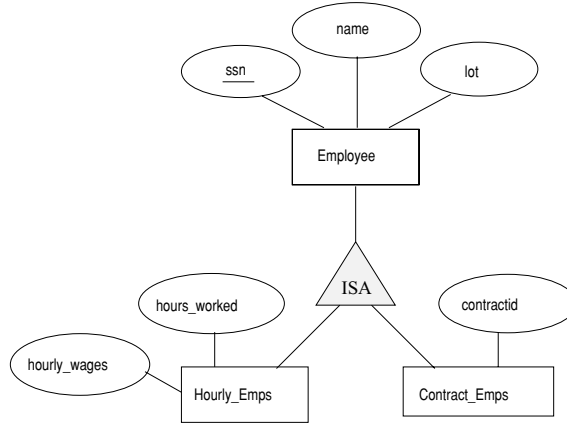 name
ssn
lot
Employee
ISA
hours_worked
contractid
hourly_wages
Hourly_Emps
Contract_Emps